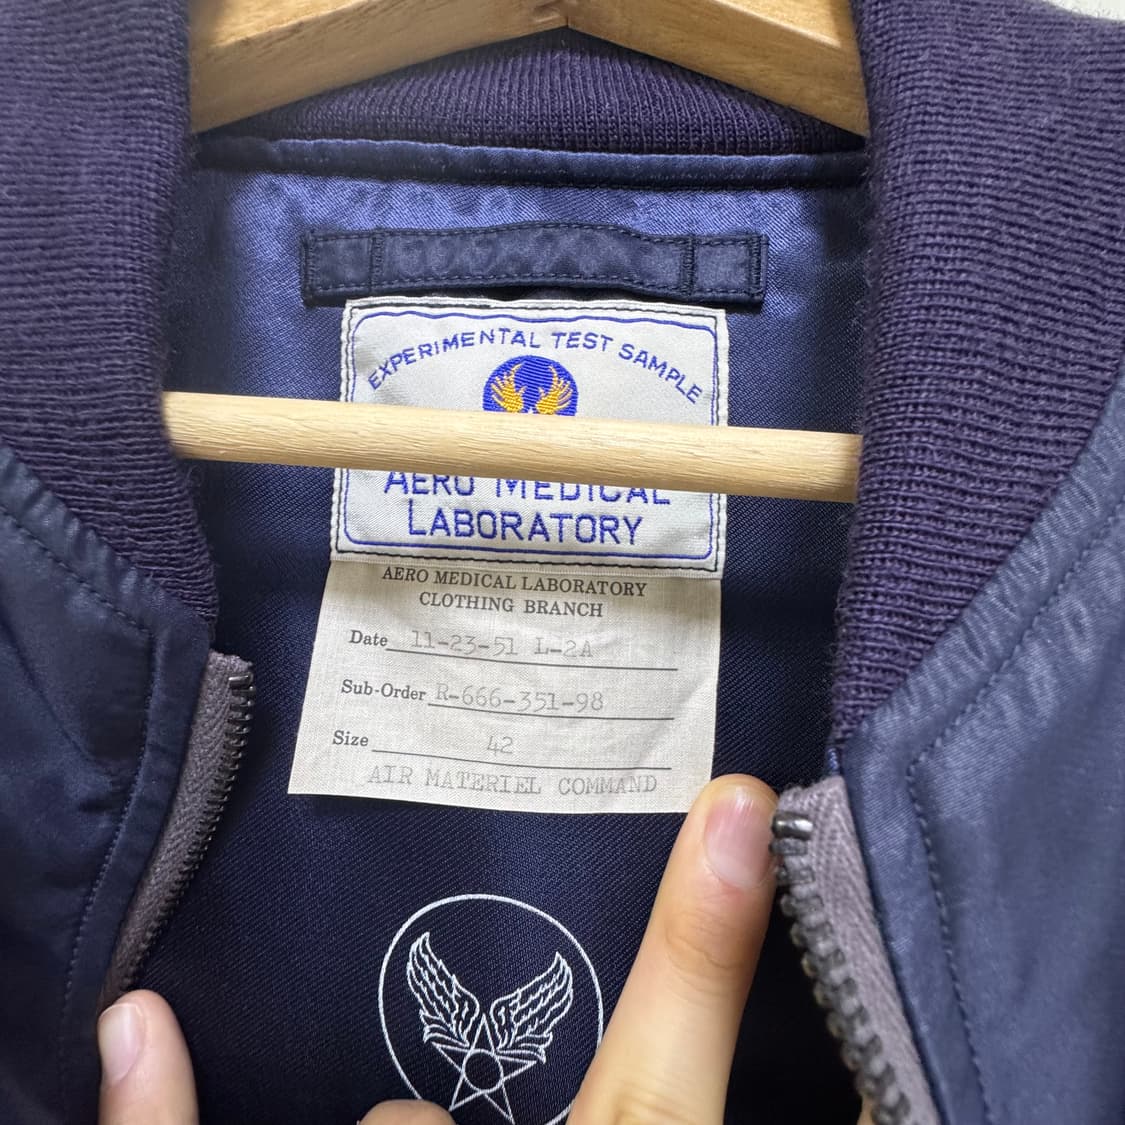 EXPERIMENTAL TEST SAMPLE
AERO MEDICAL
LABORATORY
AERO MEDICAL LABORATORY
CLOTHING BRANCH
Date 11-23-51 L-2A
Sub-Order R-666-351-98
Size 42
AIR MATERIEL COMMAND